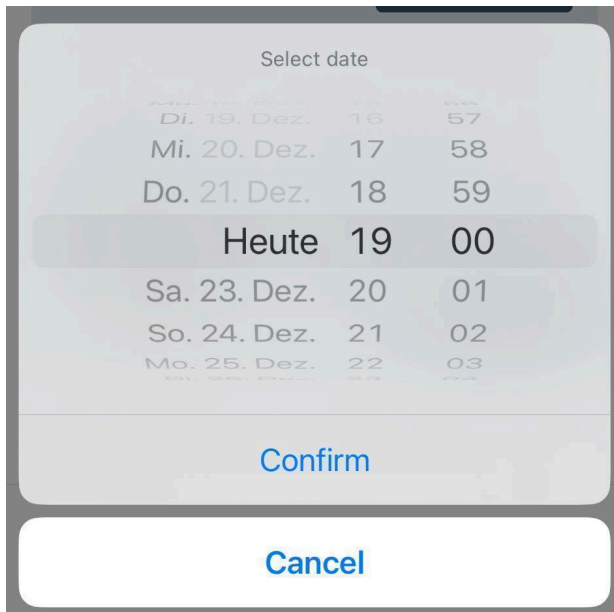 Select date
Di. 19. Dez. 16 57
Mi. 20. Dez. 17 58
Do. 21. Dez. 18 59
Heute 19 00
Sa. 23. Dez. 20 01
So. 24. Dez. 21 02
Mo. 25. Dez. 22 03
Confirm
Cancel